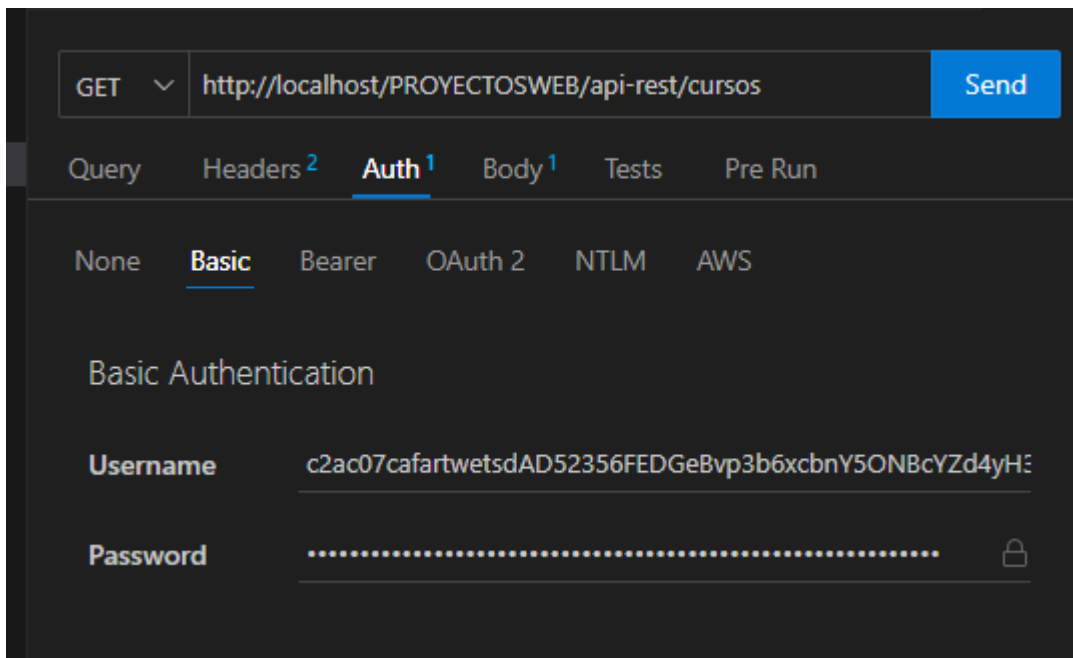 GET http://localhost/PROYECTOSWEB/api-rest/cursos Send
Query Headers 2 Auth 1 Body 1 Tests Pre Run
None Basic Bearer OAuth 2 NTLM AWS
Basic Authentication
Username c2ac07cafartwetsdAD52356FEDGeBvp3b6xcbnY5ONBcYZd4yH3
Password